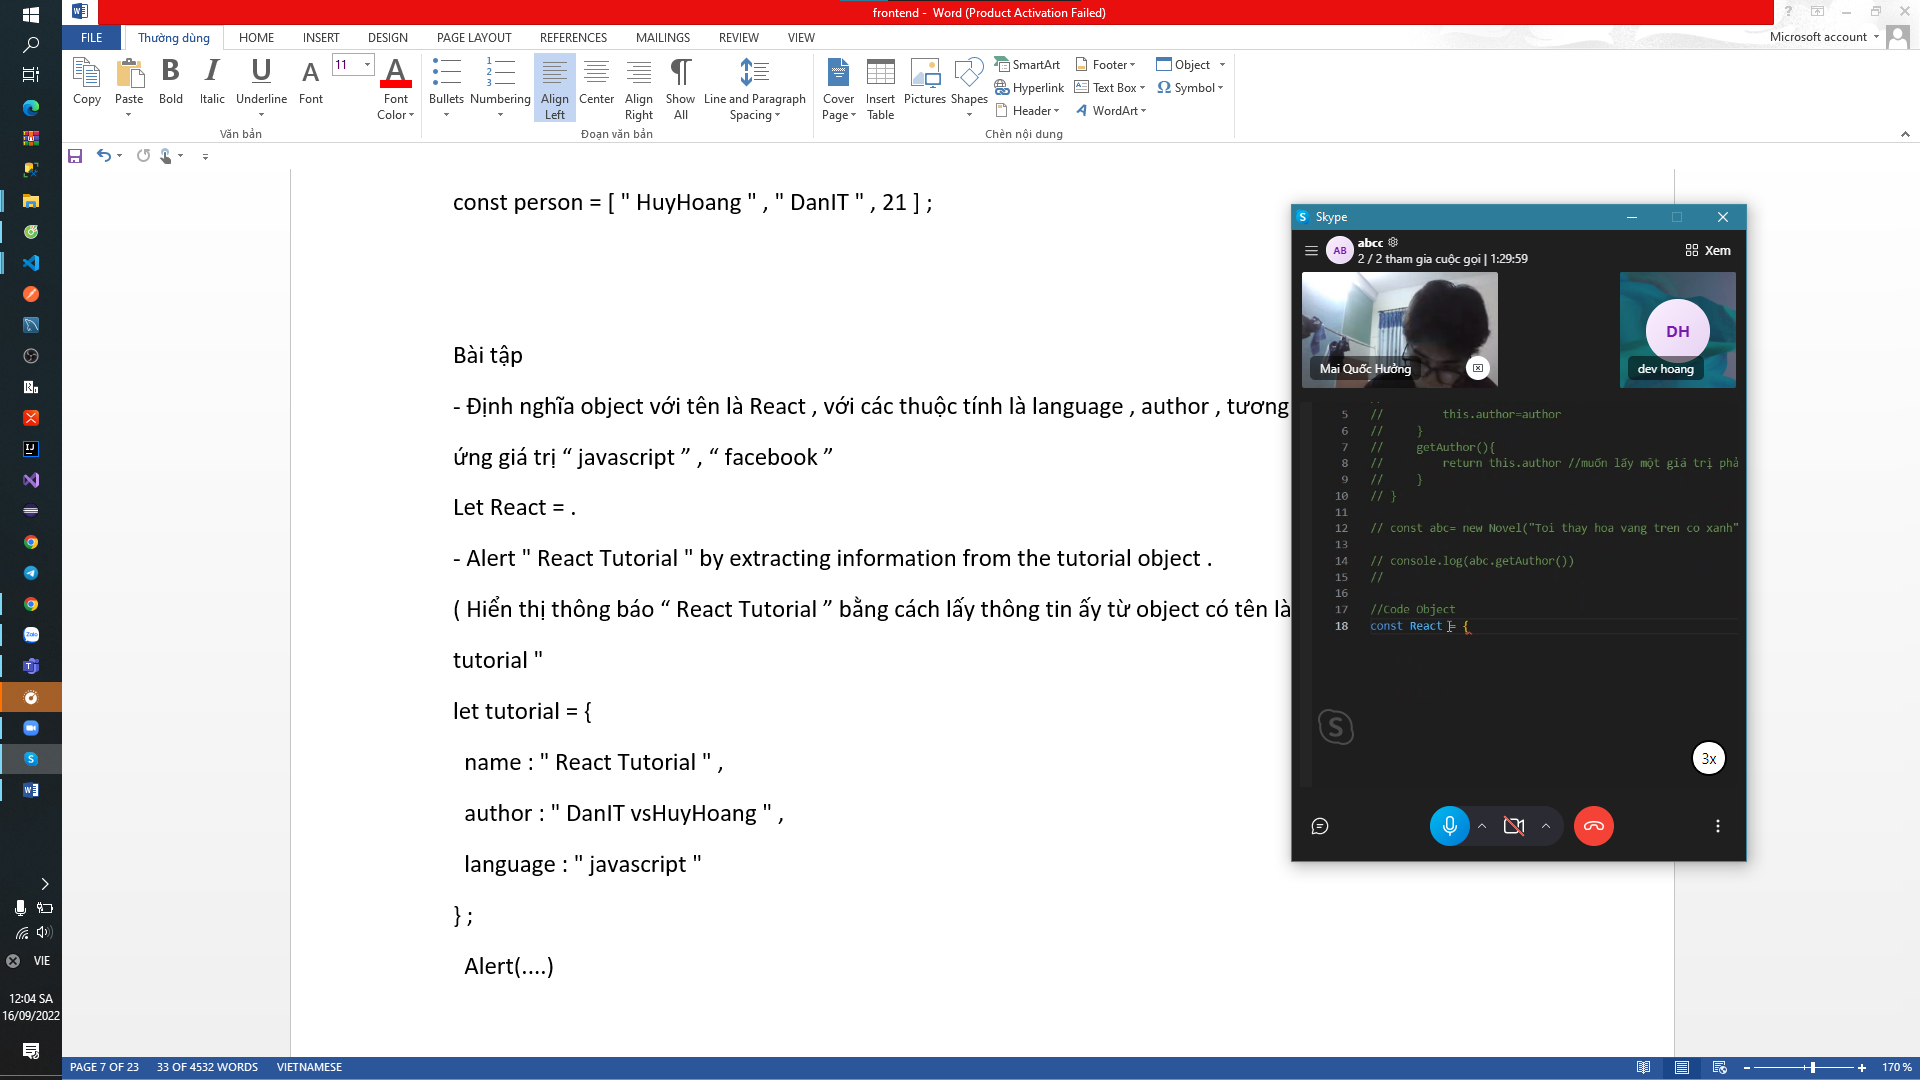 frontend - Word (Product Activation Failed)
Microsoft account
FILE Thường dùng HOME INSERT DESIGN PAGE LAYOUT REFERENCES MAILINGS REVIEW VIEW
Copy Paste Bold Italic Underline Font 11 Font Color
Bullets Numbering Align Left Center Align Right Show All Line and Paragraph Spacing
Cover Page Insert Table Pictures Shapes
SmartArt Footer Object
Hyperlink Text Box Symbol
Header WordArt
Văn bản Đoạn văn bản Chèn nội dung
const person = [ " HuyHoang " , " DanIT " , 21 ] ;
Bài tập
- Định nghĩa object với tên là React , với các thuộc tính là language , author , tương
ứng giá trị “ javascript ” , “ facebook ”
Let React = .
- Alert " React Tutorial " by extracting information from the tutorial object .
( Hiển thị thông báo “ React Tutorial ” bằng cách lấy thông tin ấy từ object có tên là
tutorial "
let tutorial = {
name : " React Tutorial " ,
author : " DanIT vsHuyHoang " ,
language : " javascript "
} ;
Alert(....)
Skype
AB abcc
2 / 2 tham gia cuộc gọi | 1:29:59
Xem
Mai Quốc Hưởng
DH
dev hoang
5 // this.author=author
6 // }
7 // getAuthor(){
8 // return this.author //muốn lấy một giá trị phả
9 // }
10 // }
11
12 // const abc= new Novel("Toi thay hoa vang tren co xanh"
13
14 // console.log(abc.getAuthor())
15 //
16
17 //Code Object
18 const React = {
3x
VIE
12:04 SA
16/09/2022
PAGE 7 OF 23 33 OF 4532 WORDS VIETNAMESE
170 %